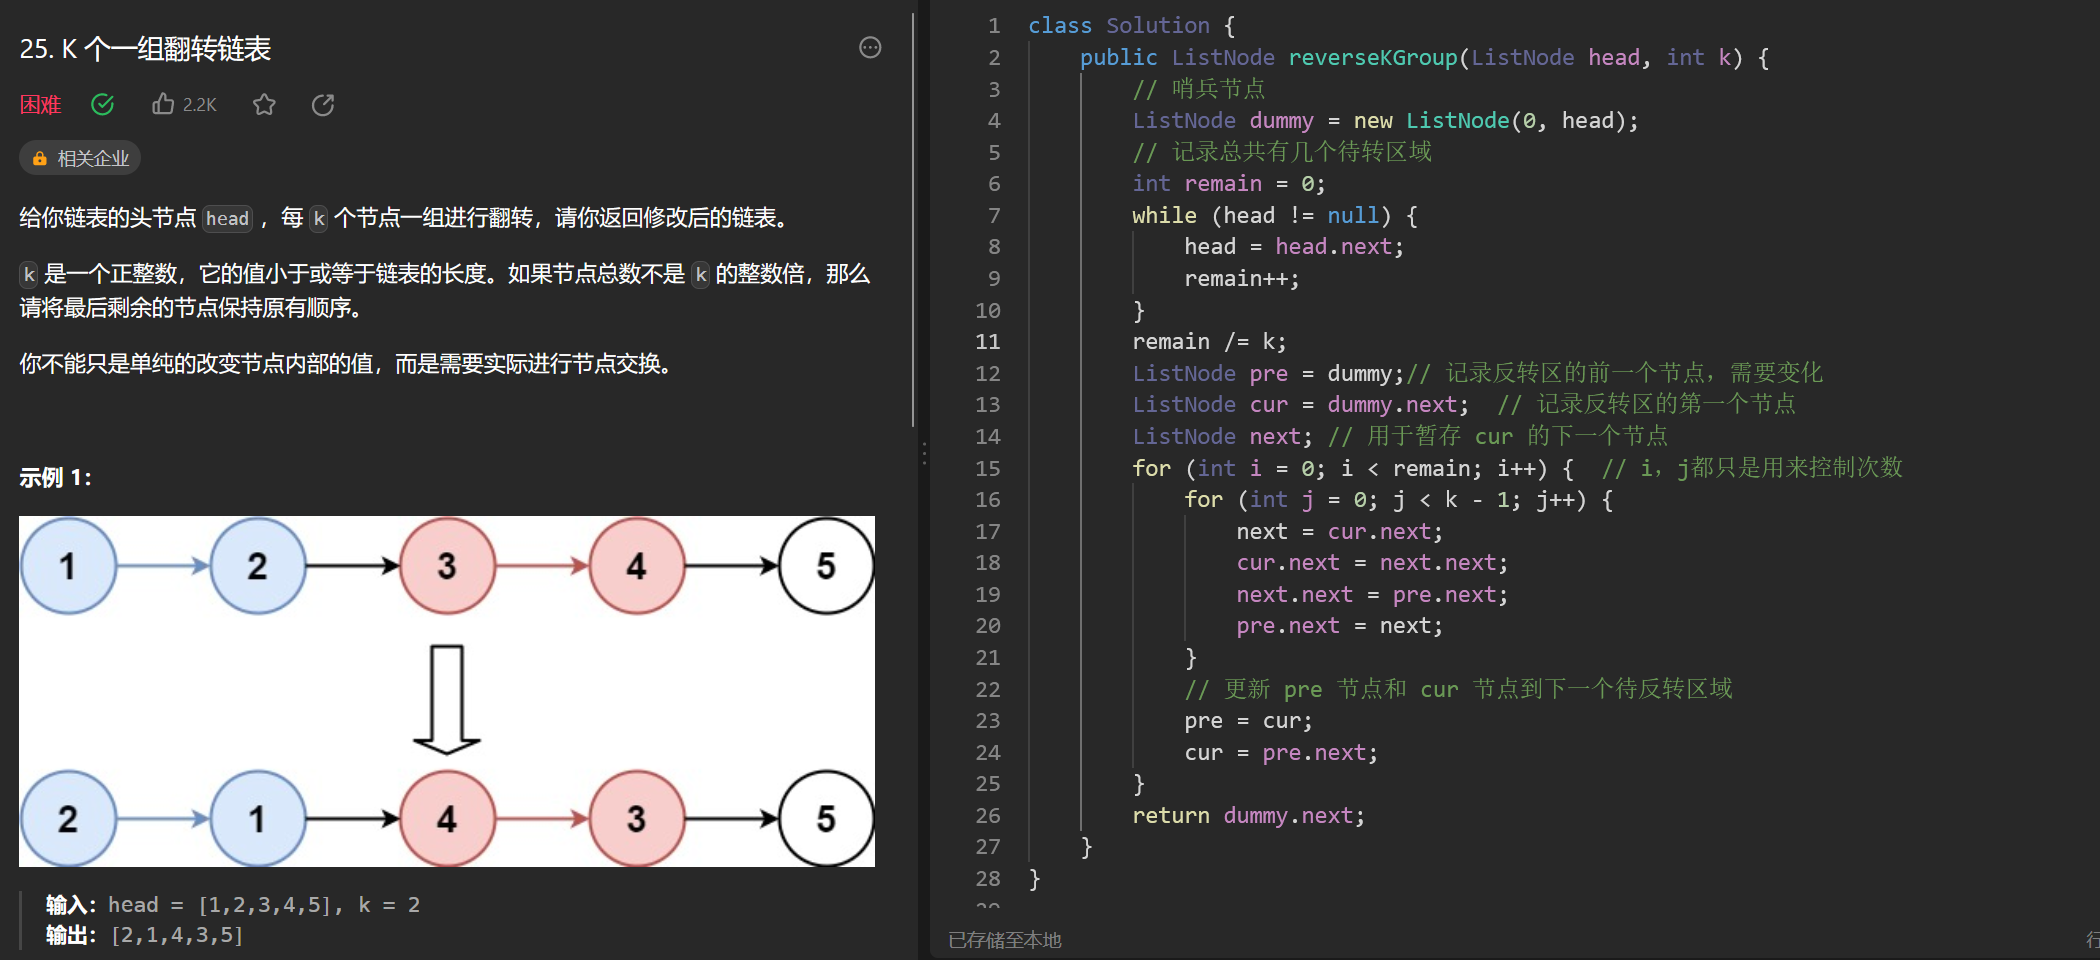 25. K 个一组翻转链表
困难 2.2K
相关企业
给你链表的头节点 head ，每 k 个节点一组进行翻转，请你返回修改后的链表。
k 是一个正整数，它的值小于或等于链表的长度。如果节点总数不是 k 的整数倍，那么
请将最后剩余的节点保持原有顺序。
你不能只是单纯的改变节点内部的值，而是需要实际进行节点交换。
示例 1：
1 2 3 4 5
2 1 4 3 5
输入：head = [1,2,3,4,5], k = 2
输出：[2,1,4,3,5]
1 class Solution {
2 public ListNode reverseKGroup(ListNode head, int k) {
3 // 哨兵节点
4 ListNode dummy = new ListNode(0, head);
5 // 记录总共有几个待转区域
6 int remain = 0;
7 while (head != null) {
8 head = head.next;
9 remain++;
10 }
11 remain /= k;
12 ListNode pre = dummy;// 记录反转区的前一个节点，需要变化
13 ListNode cur = dummy.next;  // 记录反转区的第一个节点
14 ListNode next; // 用于暂存 cur 的下一个节点
15 for (int i = 0; i < remain; i++) {  // i，j都只是用来控制次数
16 for (int j = 0; j < k - 1; j++) {
17 next = cur.next;
18 cur.next = next.next;
19 next.next = pre.next;
20 pre.next = next;
21 }
22 // 更新 pre 节点和 cur 节点到下一个待反转区域
23 pre = cur;
24 cur = pre.next;
25 }
26 return dummy.next;
27 }
28 }
已存储至本地
行